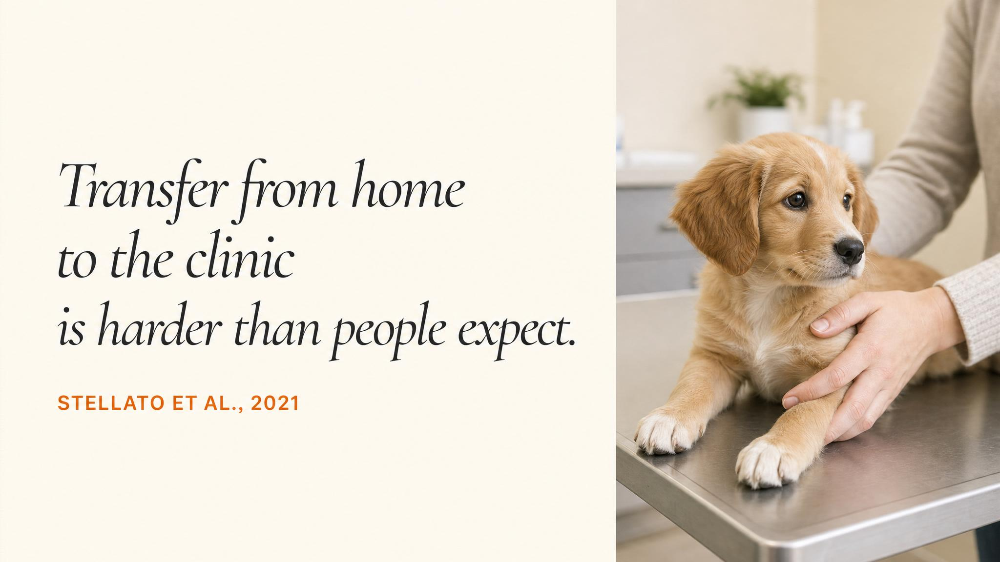 Transfer from home
to the clinic
is harder than people expect.
STELLATO ET AL., 2021